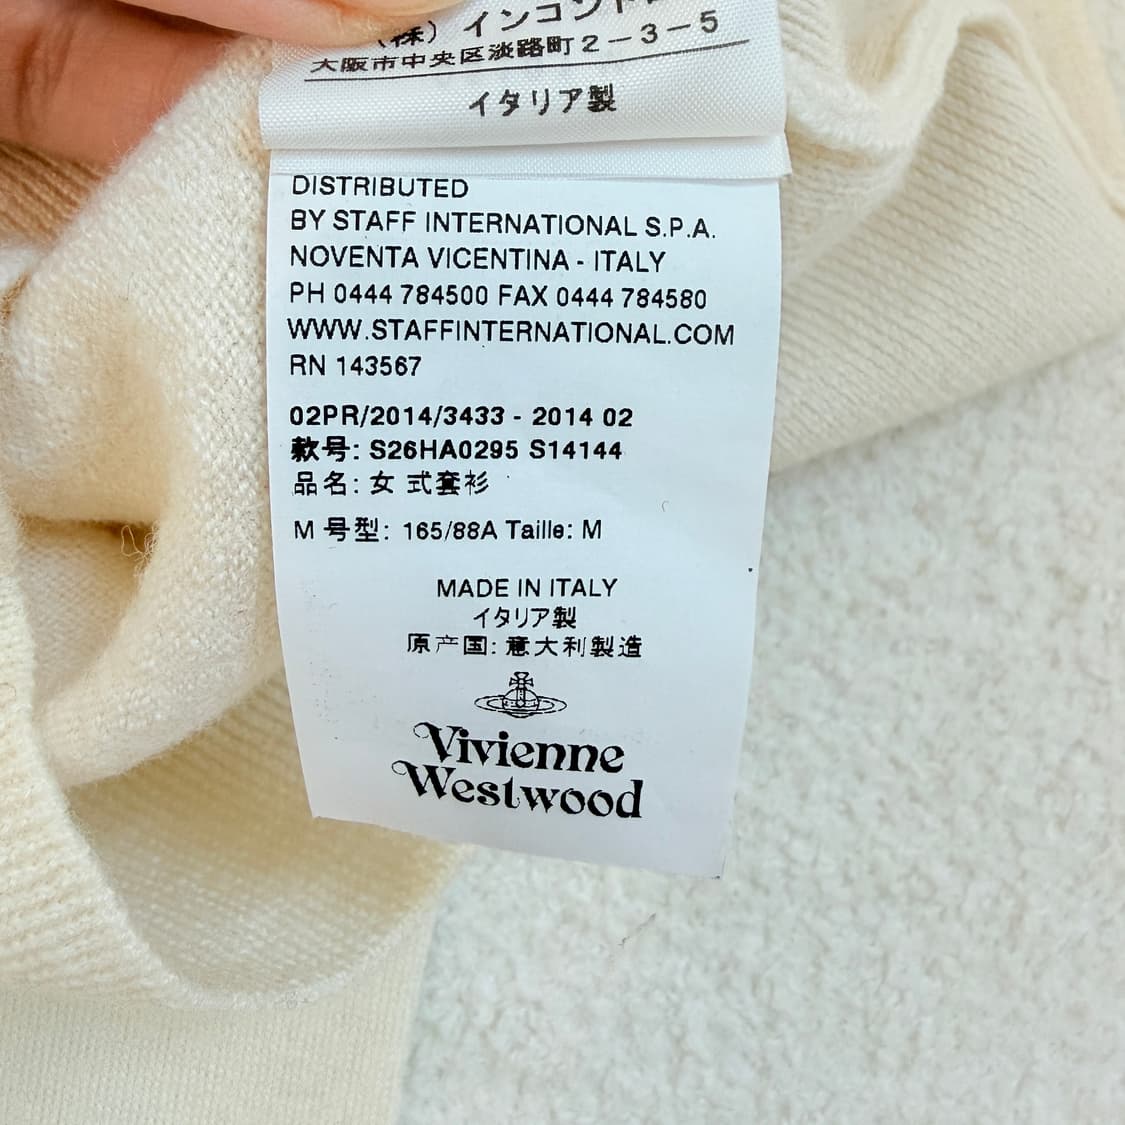 (株) インコントロ
大阪市中央区淡路町2-3-5
イタリア製
DISTRIBUTED
BY STAFF INTERNATIONAL S.P.A.
NOVENTA VICENTINA - ITALY
PH 0444 784500 FAX 0444 784580
WWW.STAFFINTERNATIONAL.COM
RN 143567
02PR/2014/3433 - 2014 02
款号: S26HA0295 S14144
品名: 女 式套衫
M 号型: 165/88A Taille: M
MADE IN ITALY
イタリア製
原产国: 意大利製造
Vivienne
Westwood